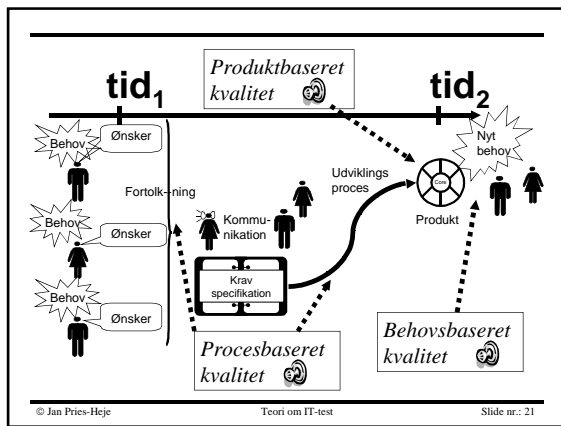 Produktbaseret
kvalitet
tid1
tid2
Behov
Ønsker
Nyt
behov
Fortolk--ning
Udviklings
proces
Core
Produkt
Behov
Ønsker
Kommu-
nikation
Krav
specifikation
Behov
Ønsker
Procesbaseret
kvalitet
Behovsbaseret
kvalitet
© Jan Pries-Heje Teori om IT-test Slide nr.: 21